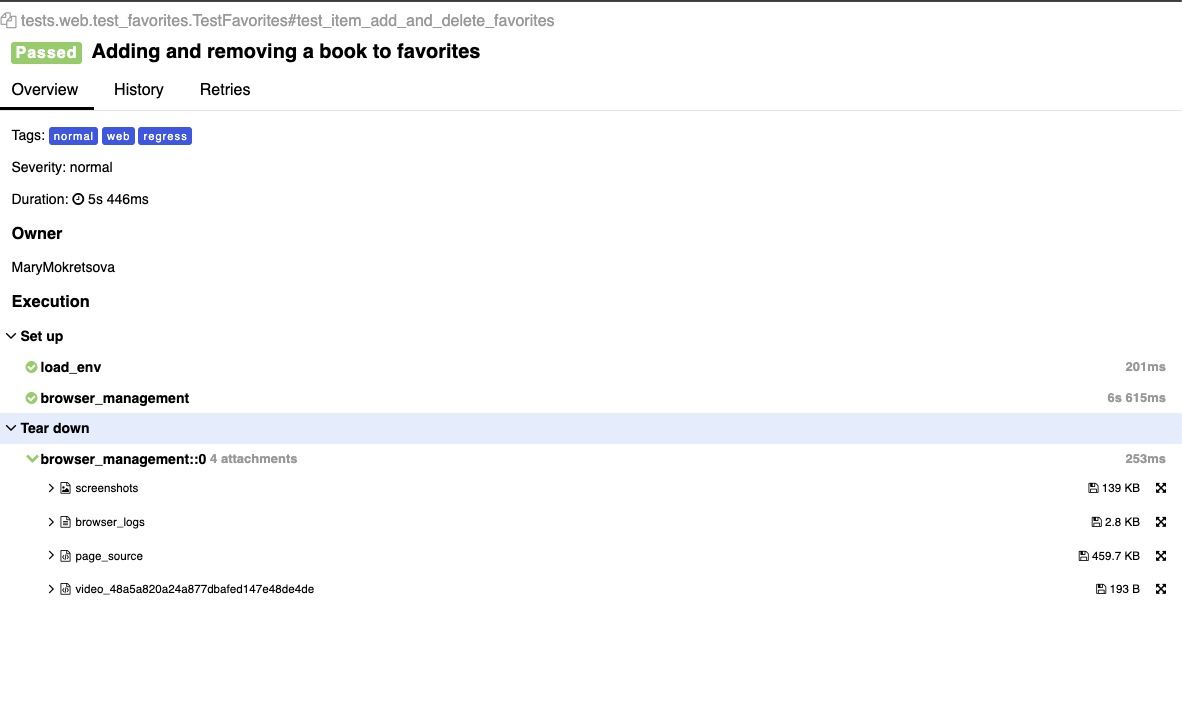 tests.web.test_favorites.TestFavorites#test_item_add_and_delete_favorites
Passed Adding and removing a book to favorites
Overview History Retries
Tags: normal web regress
Severity: normal
Duration: 5s 446ms
Owner
MaryMokretsova
Execution
Set up
load_env 201ms
browser_management 6s 615ms
Tear down
browser_management::0 4 attachments 253ms
screenshots 139 KB
browser_logs 2.8 KB
page_source 459.7 KB
video_48a5a820a24a877dbafed147e48de4de 193 B